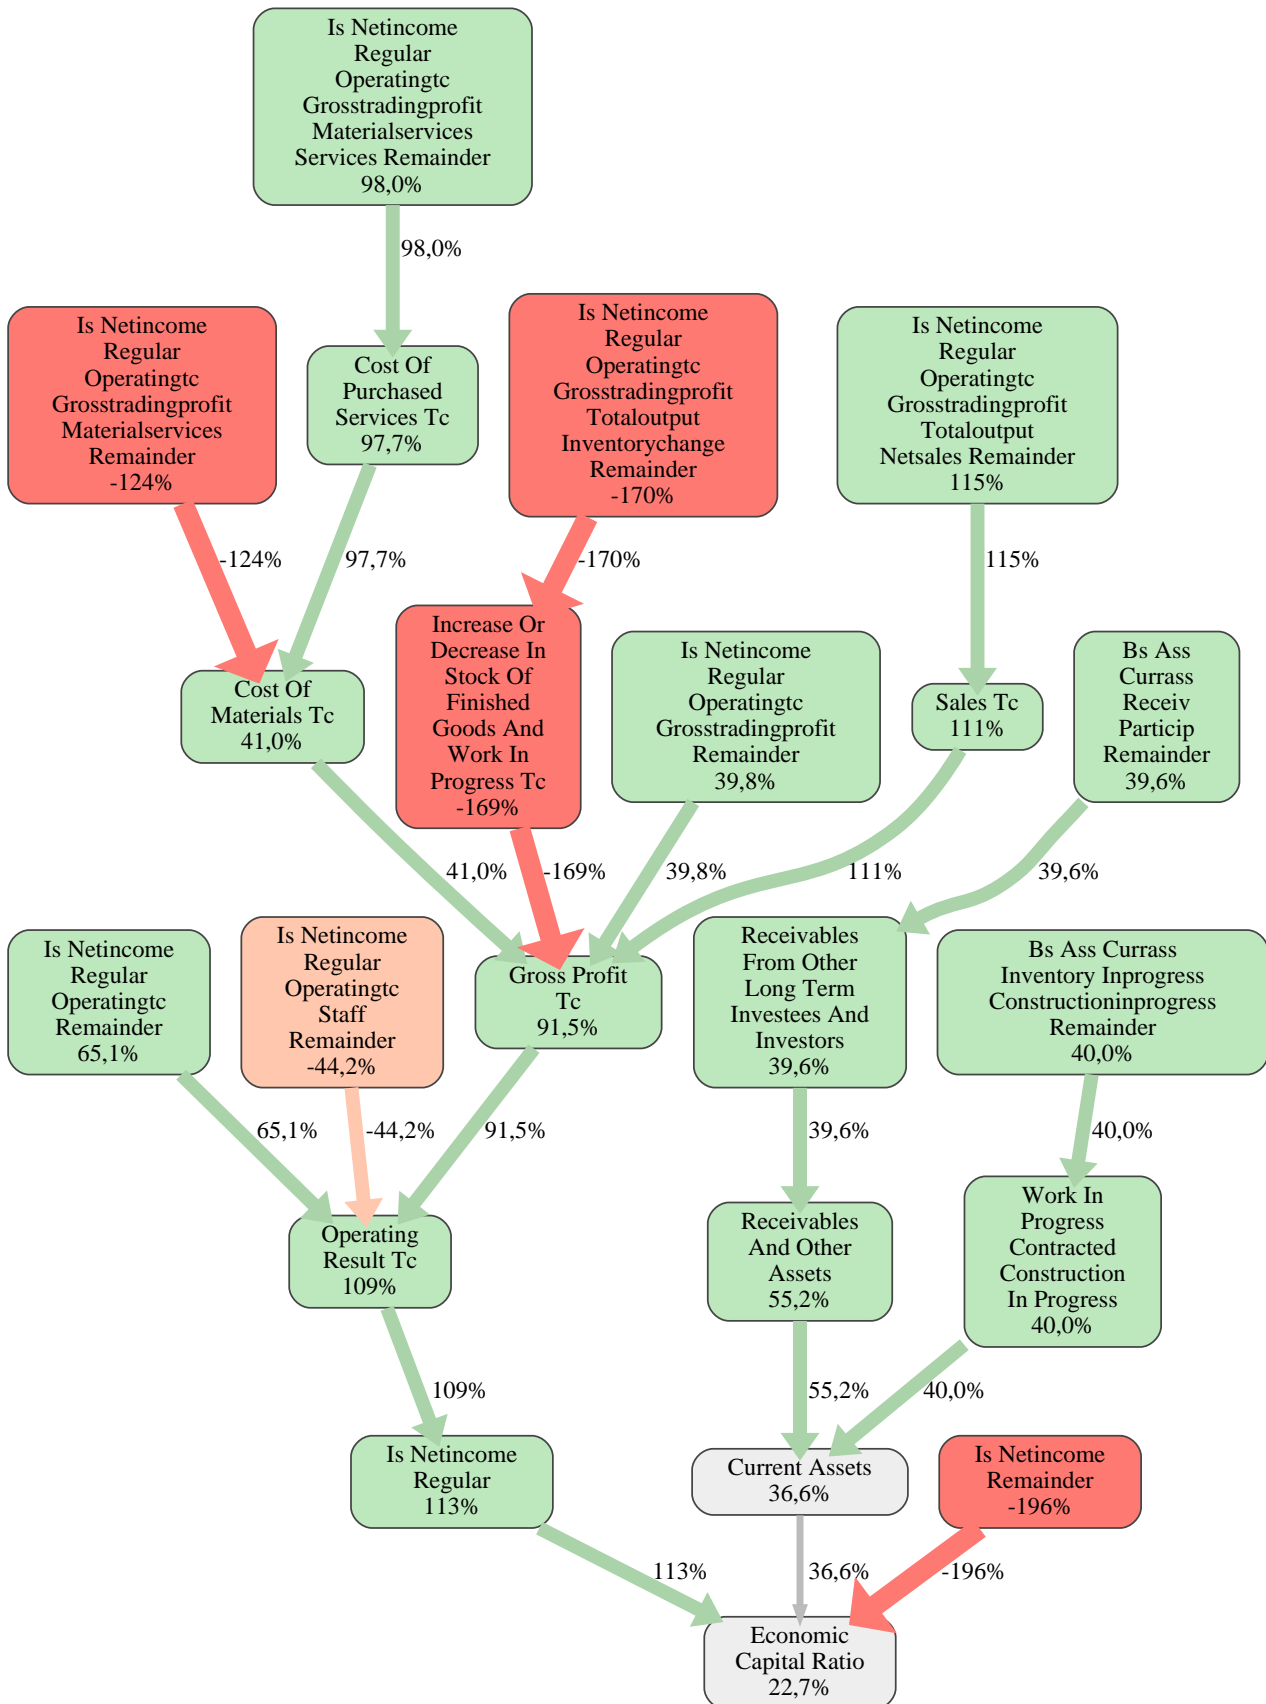 Is Netincome
Regular
Operatingtc
Grosstradingprofit
Materialservices
Services Remainder
98,0%
98,0%
Is Netincome
Regular
Operatingtc
Grosstradingprofit
Materialservices
Remainder
-124%
Cost Of
Purchased
Services Tc
97,7%
Is Netincome
Regular
Operatingtc
Grosstradingprofit
Totaloutput
Inventorychange
Remainder
-170%
Is Netincome
Regular
Operatingtc
Grosstradingprofit
Totaloutput
Netsales Remainder
115%
-124%
97,7%
-170%
115%
Cost Of
Materials Tc
41,0%
Increase Or
Decrease In
Stock Of
Finished
Goods And
Work In
Progress Tc
-169%
Is Netincome
Regular
Operatingtc
Grosstradingprofit
Remainder
39,8%
Sales Tc
111%
Bs Ass
Currass
Receiv
Particip
Remainder
39,6%
41,0%
-169%
39,8%
111%
39,6%
Is Netincome
Regular
Operatingtc
Remainder
65,1%
Is Netincome
Regular
Operatingtc
Staff
Remainder
-44,2%
Gross Profit
Tc
91,5%
Receivables
From Other
Long Term
Investees And
Investors
39,6%
Bs Ass Currass
Inventory Inprogress
Constructioninprogress
Remainder
40,0%
65,1%
-44,2%
91,5%
39,6%
40,0%
Operating
Result Tc
109%
Receivables
And Other
Assets
55,2%
Work In
Progress
Contracted
Construction
In Progress
40,0%
109%
55,2%
40,0%
Is Netincome
Regular
113%
Current Assets
36,6%
Is Netincome
Remainder
-196%
113%
36,6%
-196%
Economic
Capital Ratio
22,7%